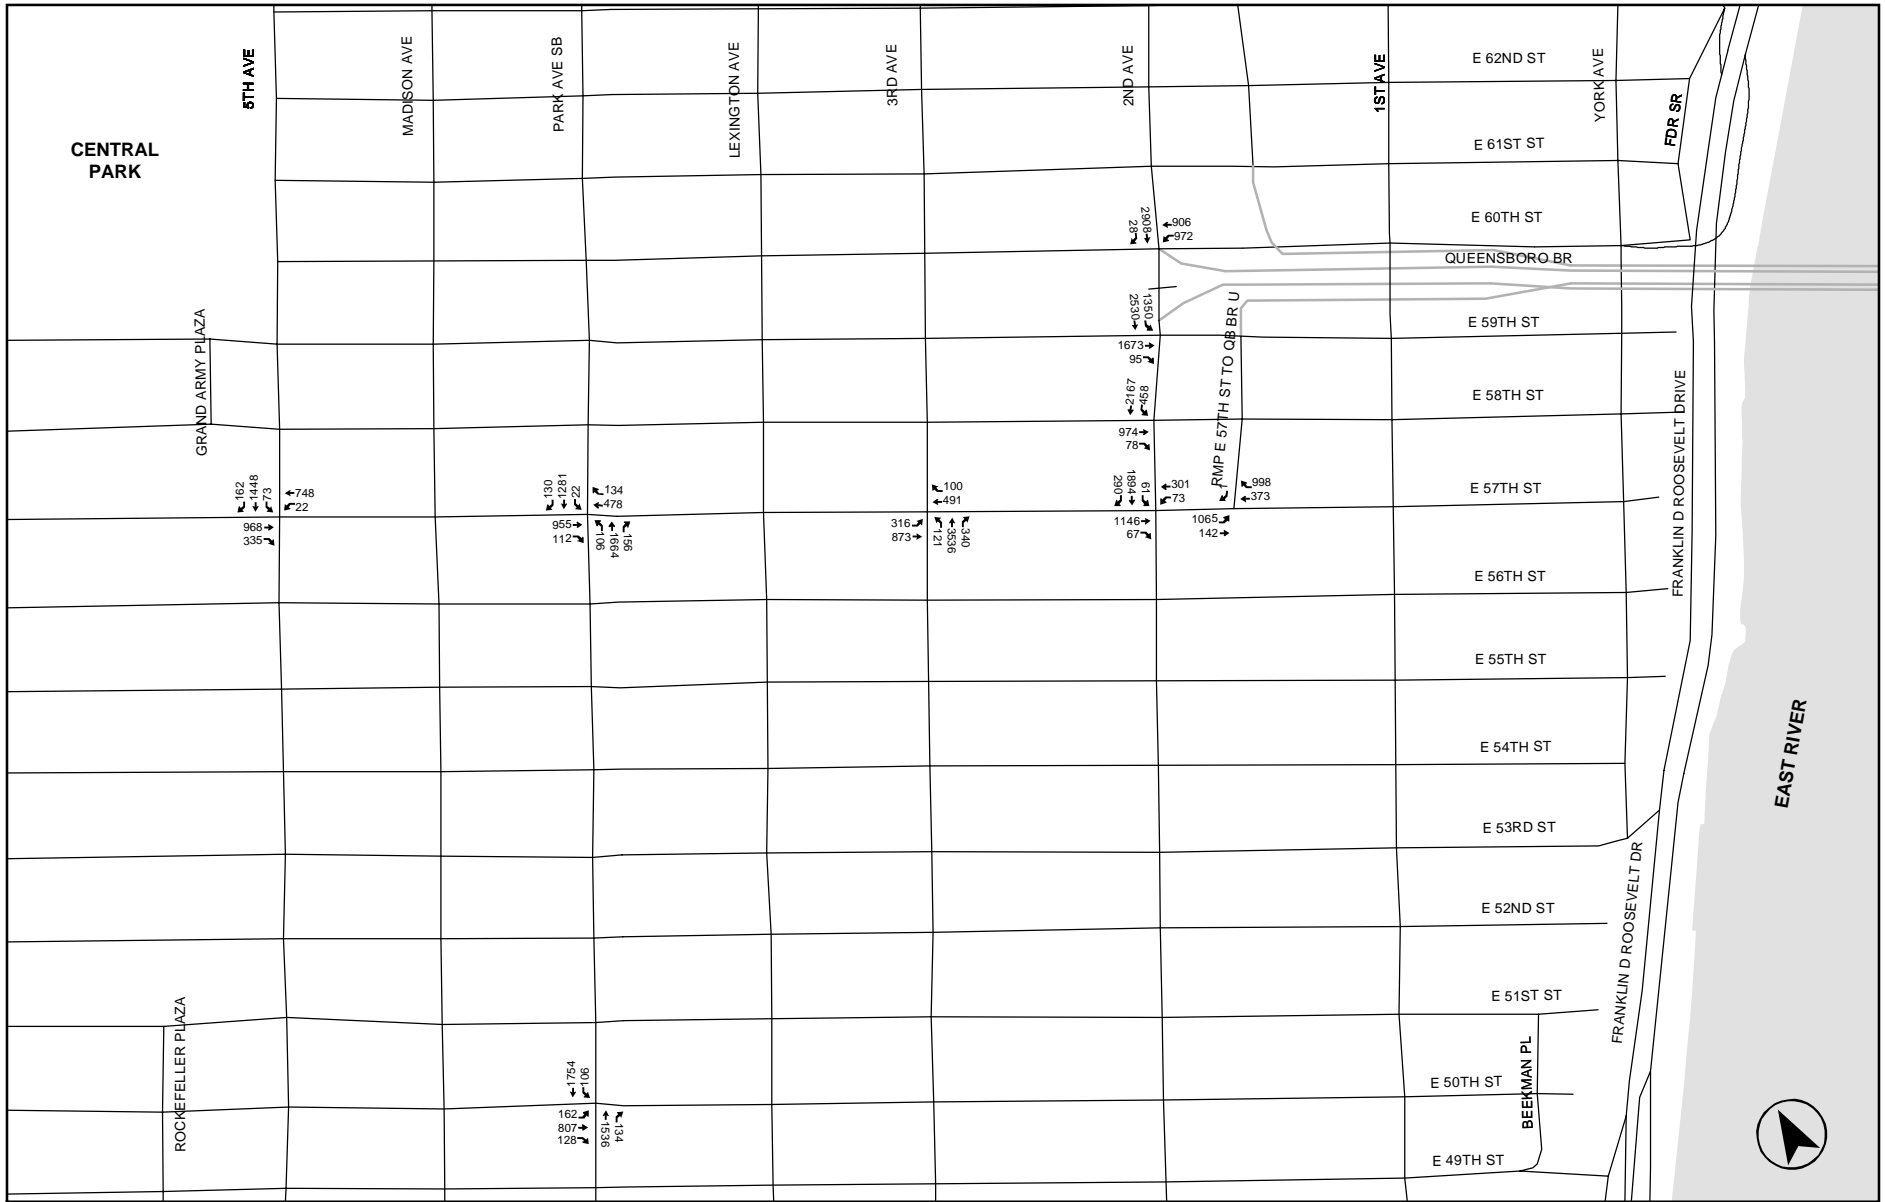 5TH AVE
MADISON AVE
PARK AVE SB
LEXINGTON AVE
3RD AVE
2ND AVE
1ST AVE
YORK AVE
FDR SR
E 62ND ST
CENTRAL
PARK
E 61ST ST
E 60TH ST
28
2908
906
972
QUEENSBORO BR
2530
1350
E 59TH ST
1673
95
GRAND ARMY PLAZA
RMP E 57TH ST TO QB BR U
FRANKLIN D ROOSEVELT DRIVE
2167
458
E 58TH ST
974
78
162
1448
73
748
22
968
335
130
1281
22
134
478
955
112
106
1664
156
100
491
316
873
121
3536
340
290
1894
61
301
73
1146
67
1
998
373
1065
142
E 57TH ST
E 56TH ST
E 55TH ST
E 54TH ST
EAST RIVER
E 53RD ST
FRANKLIN D ROOSEVELT DR
E 52ND ST
E 51ST ST
ROCKEFELLER PLAZA
1754
106
162
807
128
1536
134
E 50TH ST
BEEKMAN PL
E 49TH ST